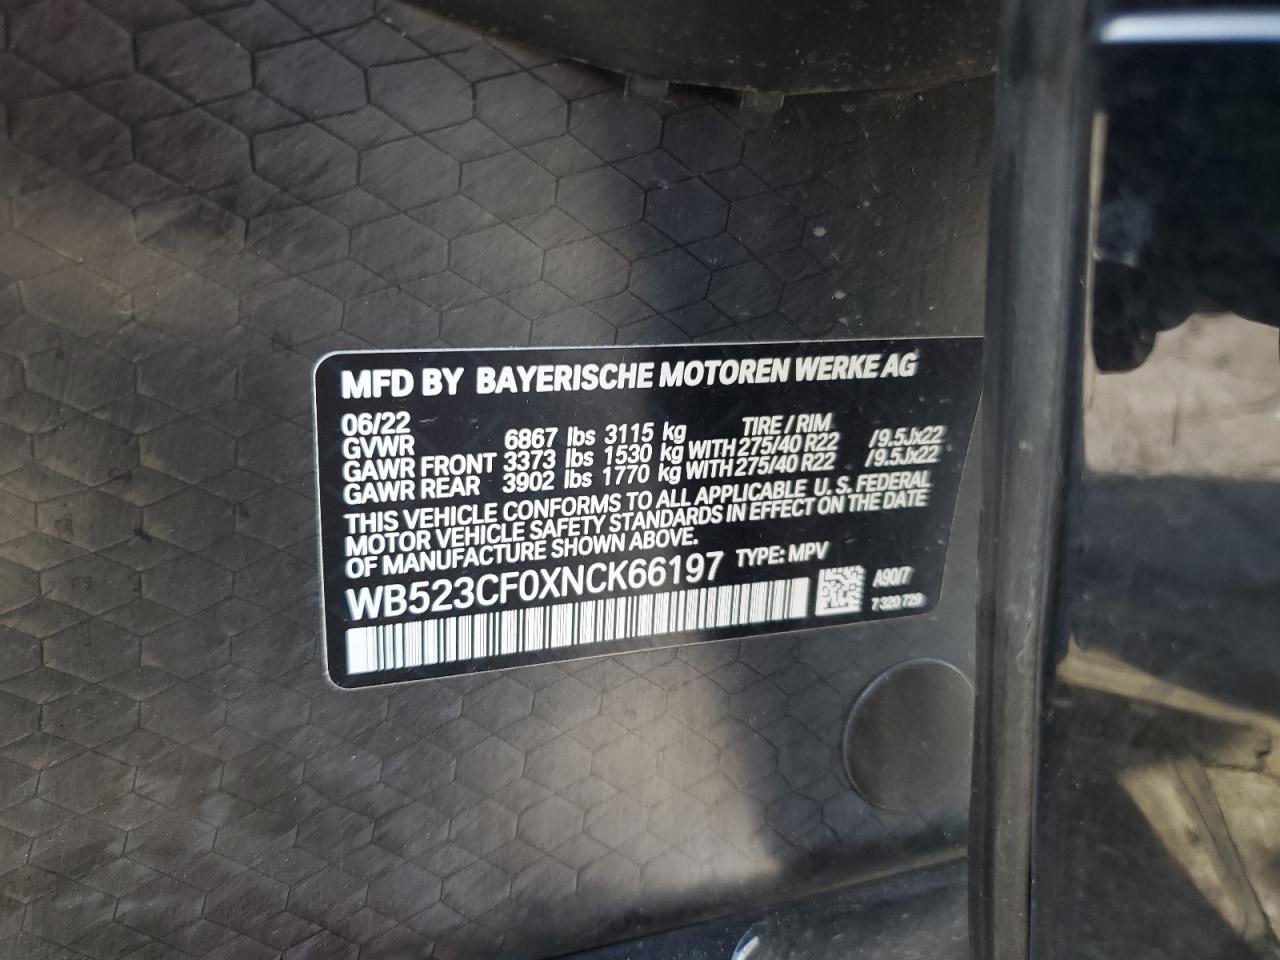 MFD BY BAYERISCHE MOTOREN WERKE AG
06/22 TIRE / RIM
GVWR 6867 lbs 3115 kg
GAWR FRONT 3373 lbs 1530 kg WITH 275/40 R22 /9.5Jx22
GAWR REAR 3902 lbs 1770 kg WITH 275/40 R22 /9.5Jx22
THIS VEHICLE CONFORMS TO ALL APPLICABLE U.S. FEDERAL
MOTOR VEHICLE SAFETY STANDARDS IN EFFECT ON THE DATE
OF MANUFACTURE SHOWN ABOVE.
WB523CF0XNCK66197 TYPE: MPV
A90/7
7 320 729